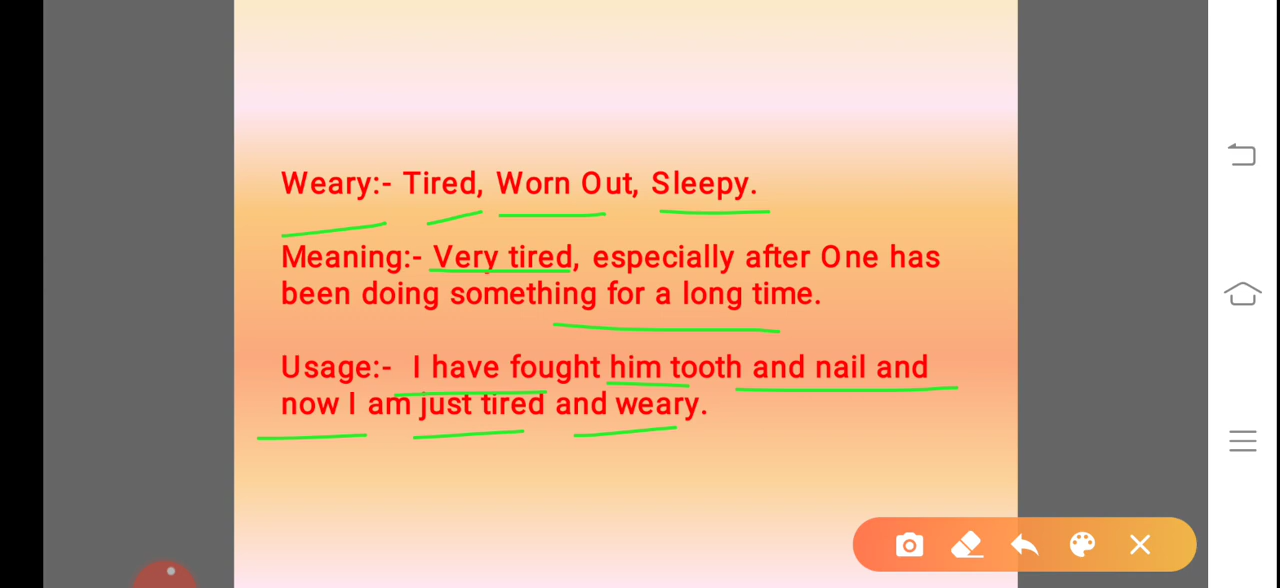 Weary:- Tired, Worn Out, Sleepy.
Meaning:- Very tired, especially after One has
been doing something for a long time.
Usage:- I have fought him tooth and nail and
now I am just tired and weary.